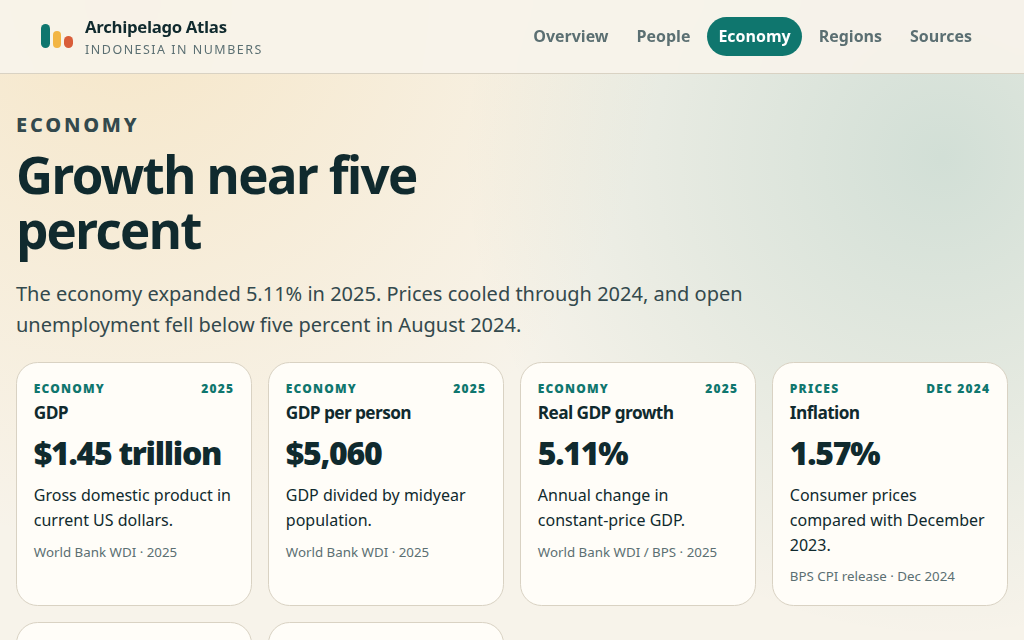 Archipelago Atlas
INDONESIA IN NUMBERS
Overview People Economy Regions Sources
ECONOMY
Growth near five
percent
The economy expanded 5.11% in 2025. Prices cooled through 2024, and open
unemployment fell below five percent in August 2024.
ECONOMY 2025
GDP
$1.45 trillion
Gross domestic product in
current US dollars.
World Bank WDI · 2025
ECONOMY 2025
GDP per person
$5,060
GDP divided by midyear
population.
World Bank WDI · 2025
ECONOMY 2025
Real GDP growth
5.11%
Annual change in
constant-price GDP.
World Bank WDI / BPS · 2025
PRICES DEC 2024
Inflation
1.57%
Consumer prices
compared with December
2023.
BPS CPI release · Dec 2024